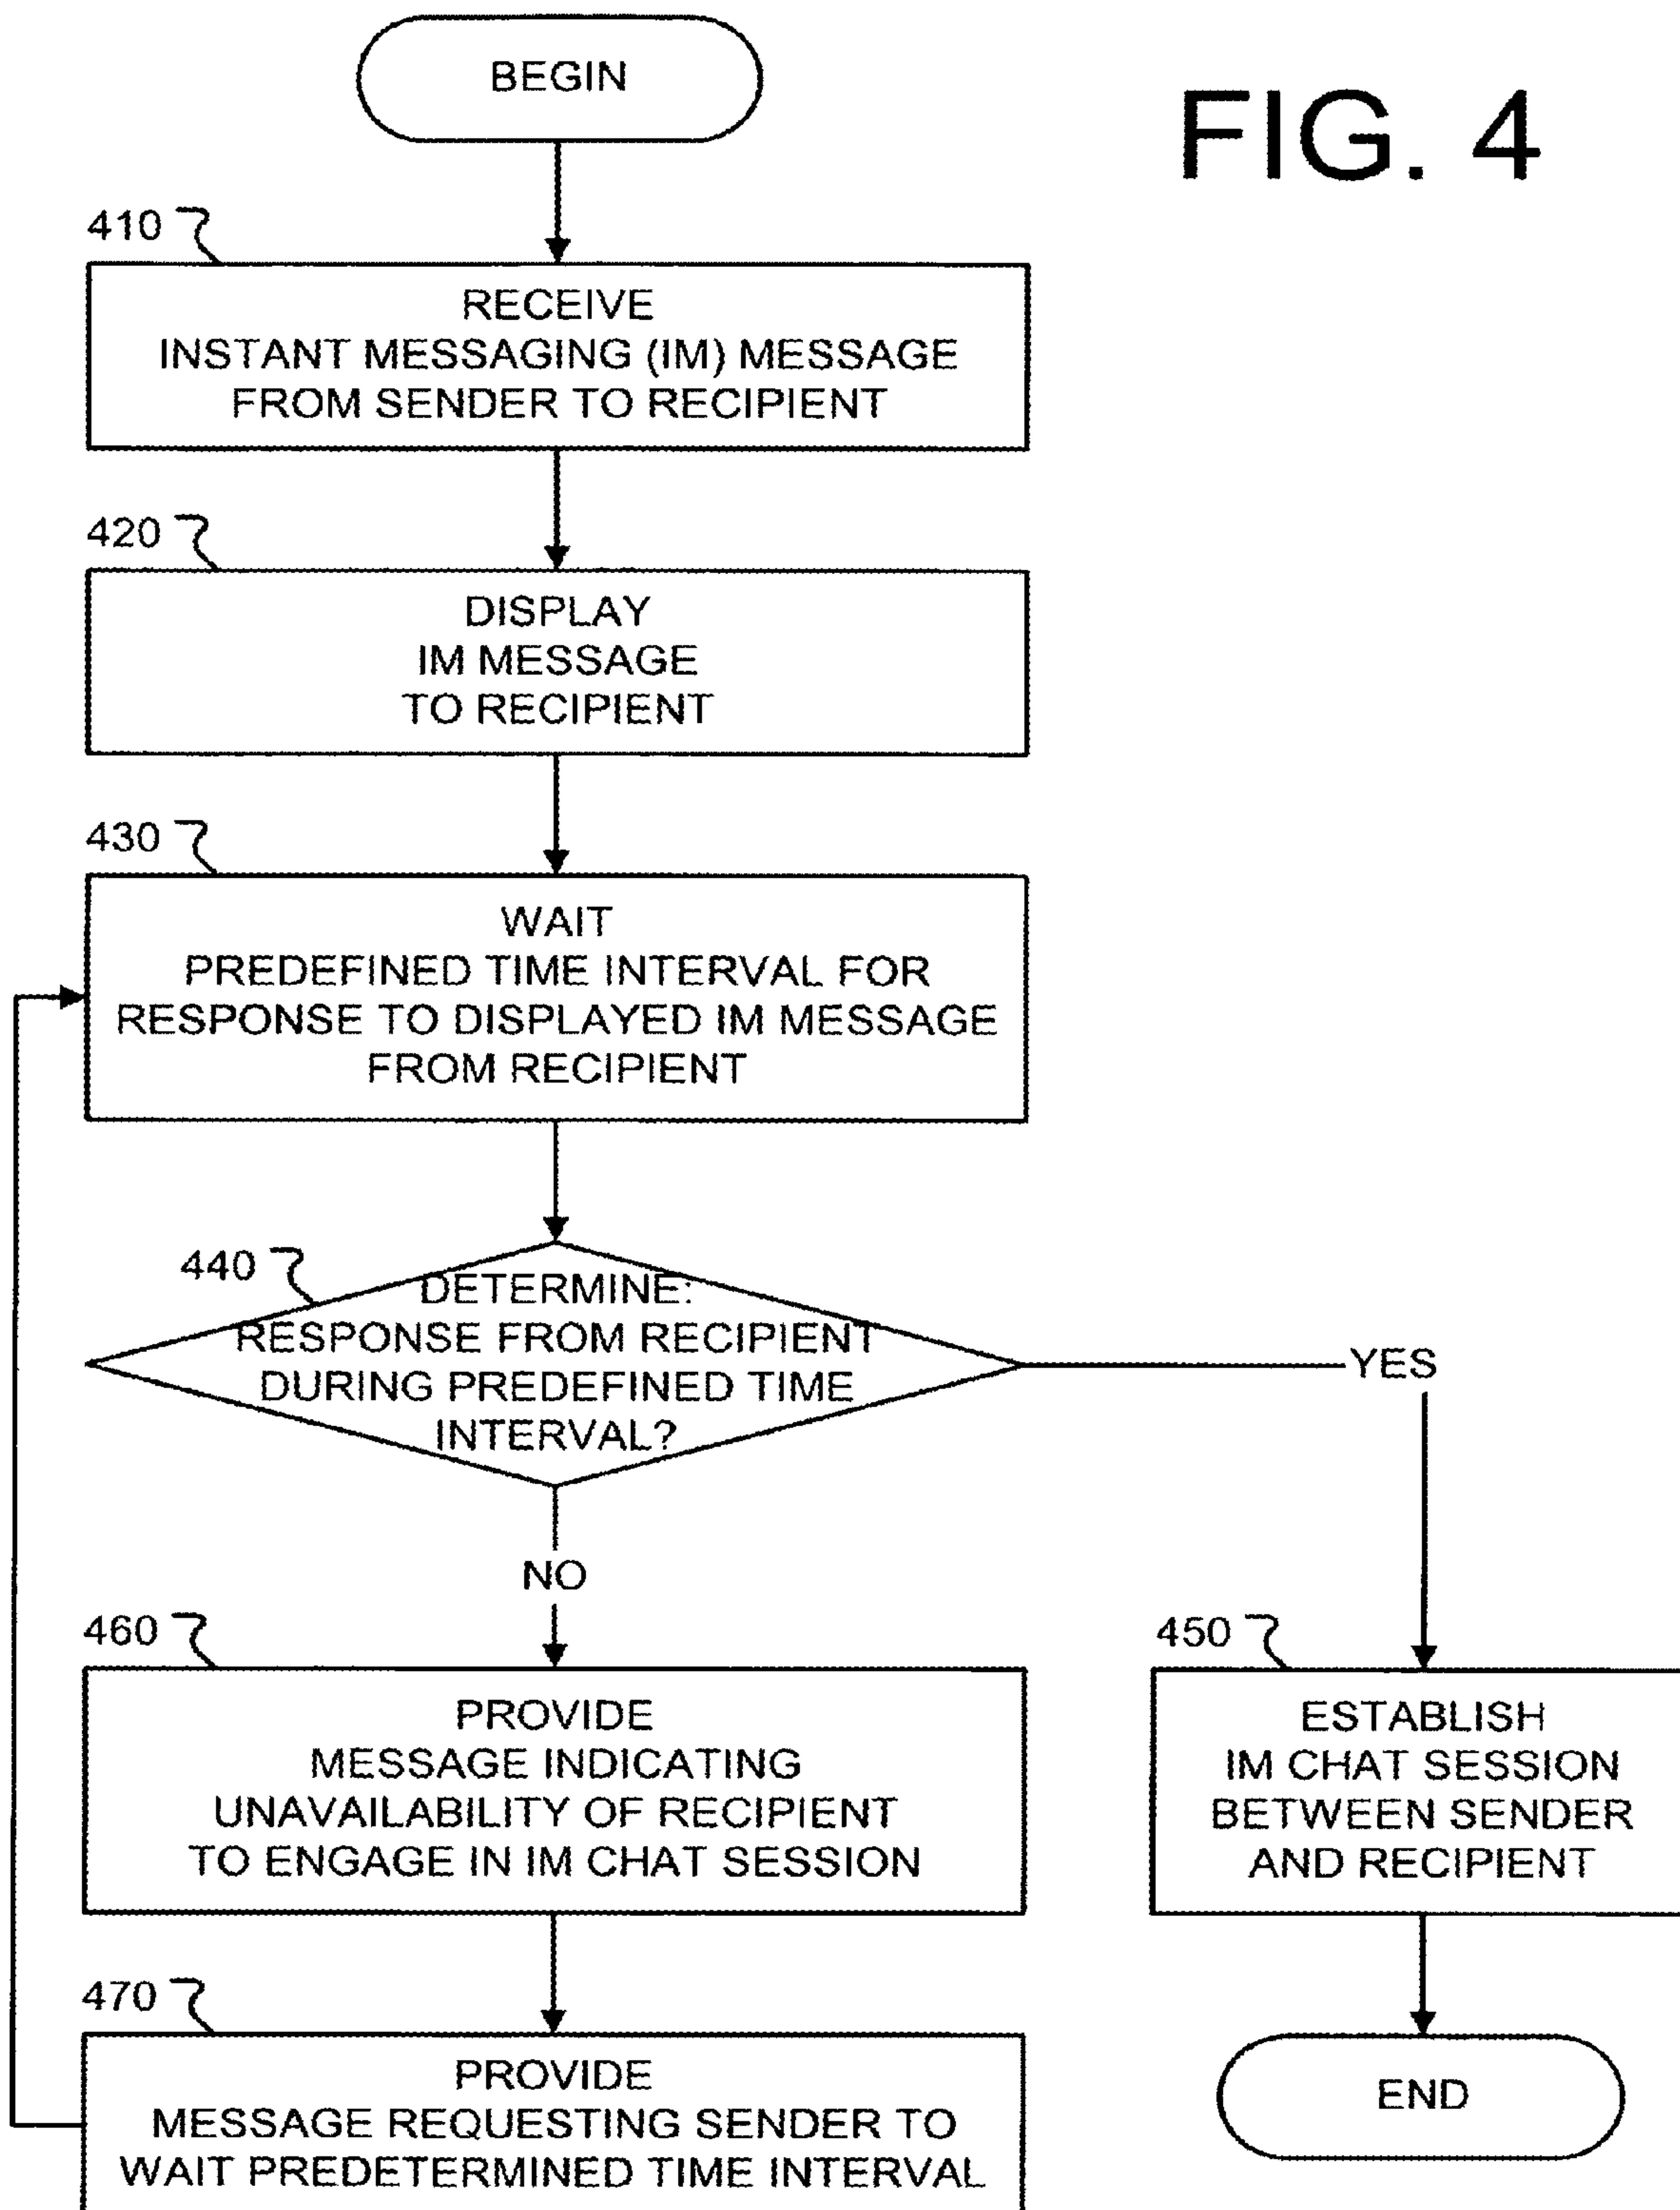 BEGIN
FIG. 4
410
RECEIVE
INSTANT MESSAGING (IM) MESSAGE
FROM SENDER TO RECIPIENT
420
DISPLAY
IM MESSAGE
TO RECIPIENT
430
WAIT
PREDEFINED TIME INTERVAL FOR
RESPONSE TO DISPLAYED IM MESSAGE
FROM RECIPIENT
440
DETERMINE:
RESPONSE FROM RECIPIENT
DURING PREDEFINED TIME
INTERVAL?
YES
NO
460
PROVIDE
MESSAGE INDICATING
UNAVAILABILITY OF RECIPIENT
TO ENGAGE IN IM CHAT SESSION
450
ESTABLISH
IM CHAT SESSION
BETWEEN SENDER
AND RECIPIENT
470
PROVIDE
MESSAGE REQUESTING SENDER TO
WAIT PREDETERMINED TIME INTERVAL
END